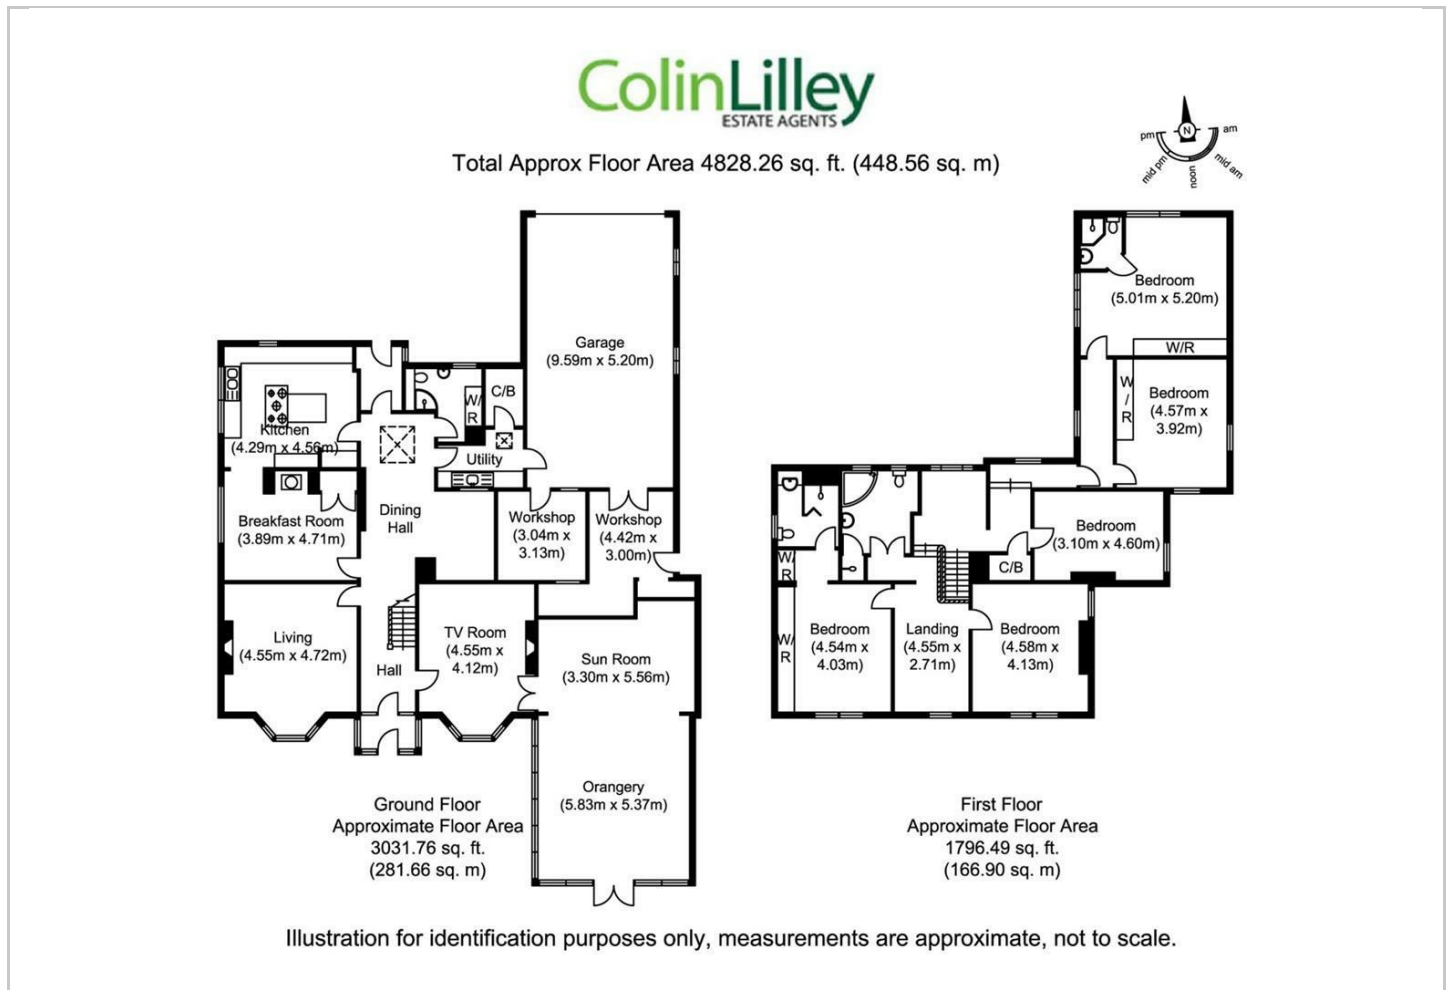 ColinLilley
ESTATE AGENTS
Total Approx Floor Area 4828.26 sq. ft. (448.56 sq. m)
N
pm
am
mid pm
noon
mid am
Garage
(9.59m x 5.20m)
C/B
W/
R
Kitchen
(4.29m x 4.56m)
Utility
Breakfast Room
(3.89m x 4.71m)
Dining
Hall
Workshop
(3.04m x
3.13m)
Workshop
(4.42m x
3.00m)
Living
(4.55m x 4.72m)
Hall
TV Room
(4.55m x
4.12m)
Sun Room
(3.30m x 5.56m)
Orangery
(5.83m x 5.37m)
Ground Floor
Approximate Floor Area
3031.76 sq. ft.
(281.66 sq. m)
Bedroom
(5.01m x 5.20m)
W/R
W
/
R
Bedroom
(4.57m x
3.92m)
Bedroom
(3.10m x 4.60m)
C/B
W/
R
W/
R
Bedroom
(4.54m x
4.03m)
Landing
(4.55m x
2.71m)
Bedroom
(4.58m x
4.13m)
First Floor
Approximate Floor Area
1796.49 sq. ft.
(166.90 sq. m)
Illustration for identification purposes only, measurements are approximate, not to scale.